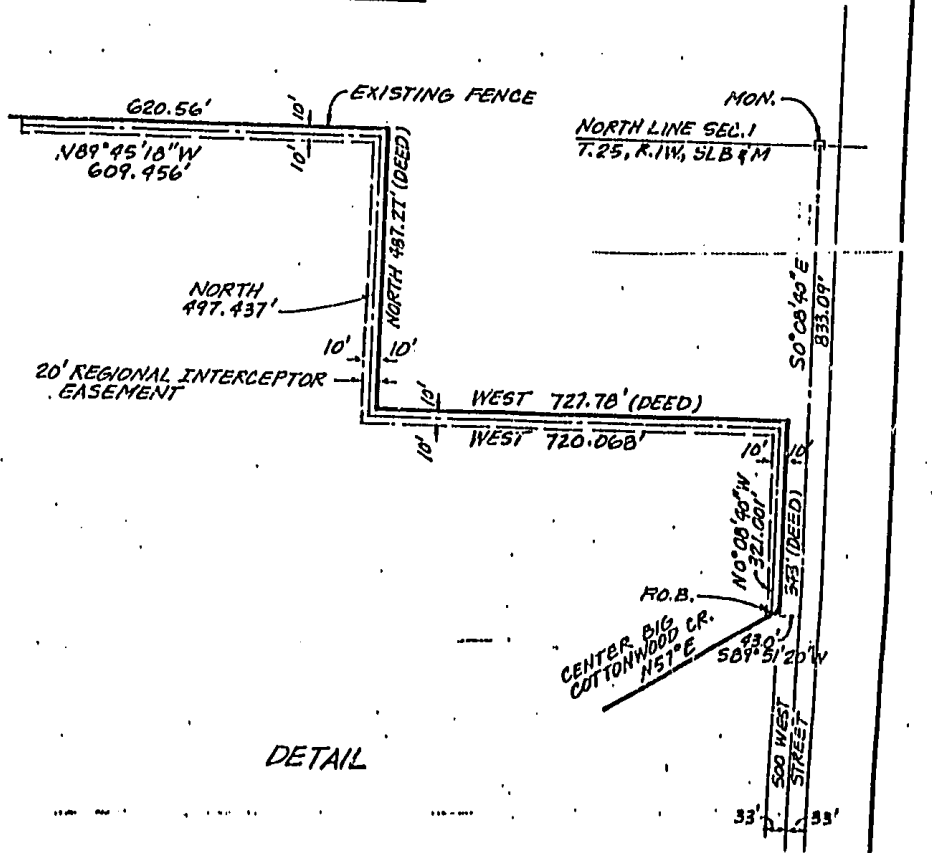 620.56'
10'
EXISTING FENCE
MON.
NORTH LINE SEC. 1
T.2S, R.1W, SLB & M
N89°45'18"W
609.456'
10'
NORTH 487.27' (DEED)
S0°08'40"E
833.09'
NORTH
497.437'
10' 10'
20' REGIONAL INTERCEPTOR
EASEMENT
10'
WEST 727.78' (DEED)
10'
WEST 720.068'
10' 10'
N0°08'40"W
321.001'
343' (DEED)
P.O.B.
CENTER BIG
COTTONWOOD CR.
N57°E
43.0'
S89°51'20"W
DETAIL
500 WEST
STREET
33' 33'